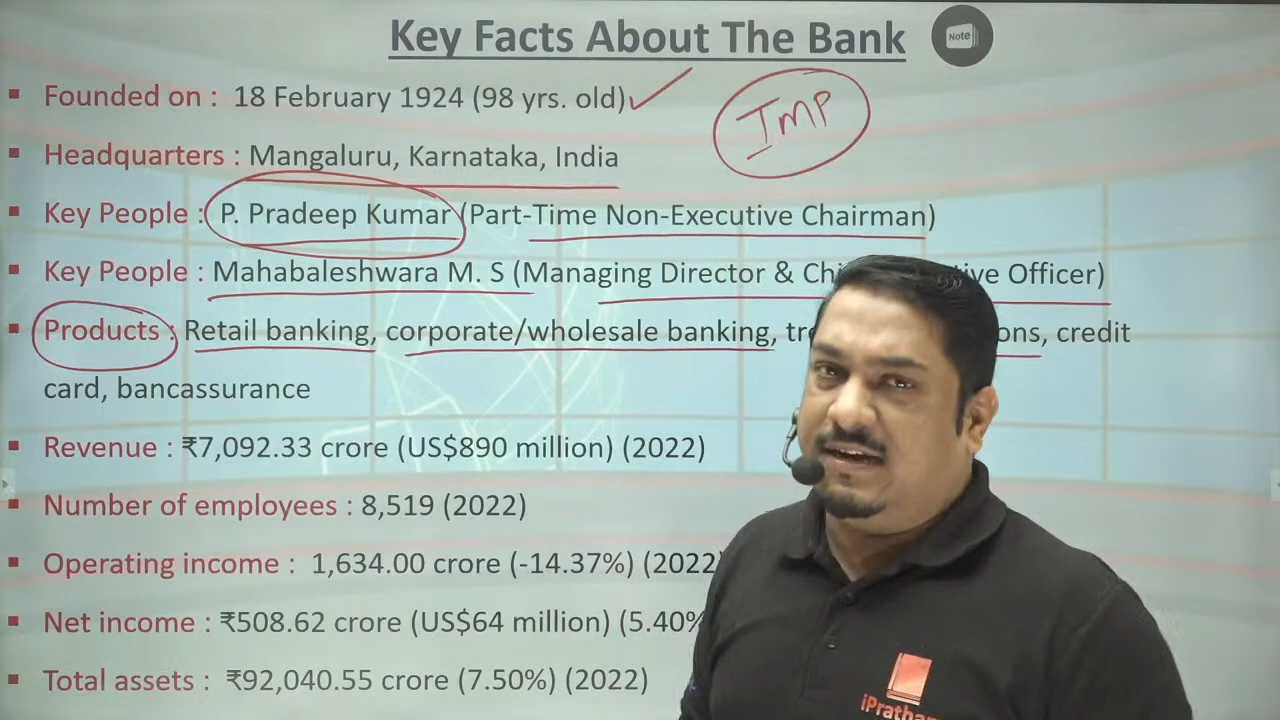 Key Facts About The Bank
Note
Founded on : 18 February 1924 (98 yrs. old)
IMP
Headquarters : Mangaluru, Karnataka, India
Key People : P. Pradeep Kumar (Part-Time Non-Executive Chairman)
Key People : Mahabaleshwara M. S (Managing Director & Officer)
Products : Retail banking, corporate/wholesale banking, credit
card, bancassurance
Revenue : ₹7,092.33 crore (US$890 million) (2022)
Number of employees : 8,519 (2022)
Operating income : 1,634.00 crore (-14.37%) (2022
Net income : ₹508.62 crore (US$64 million) (5.40%
Total assets : ₹92,040.55 crore (7.50%) (2022)